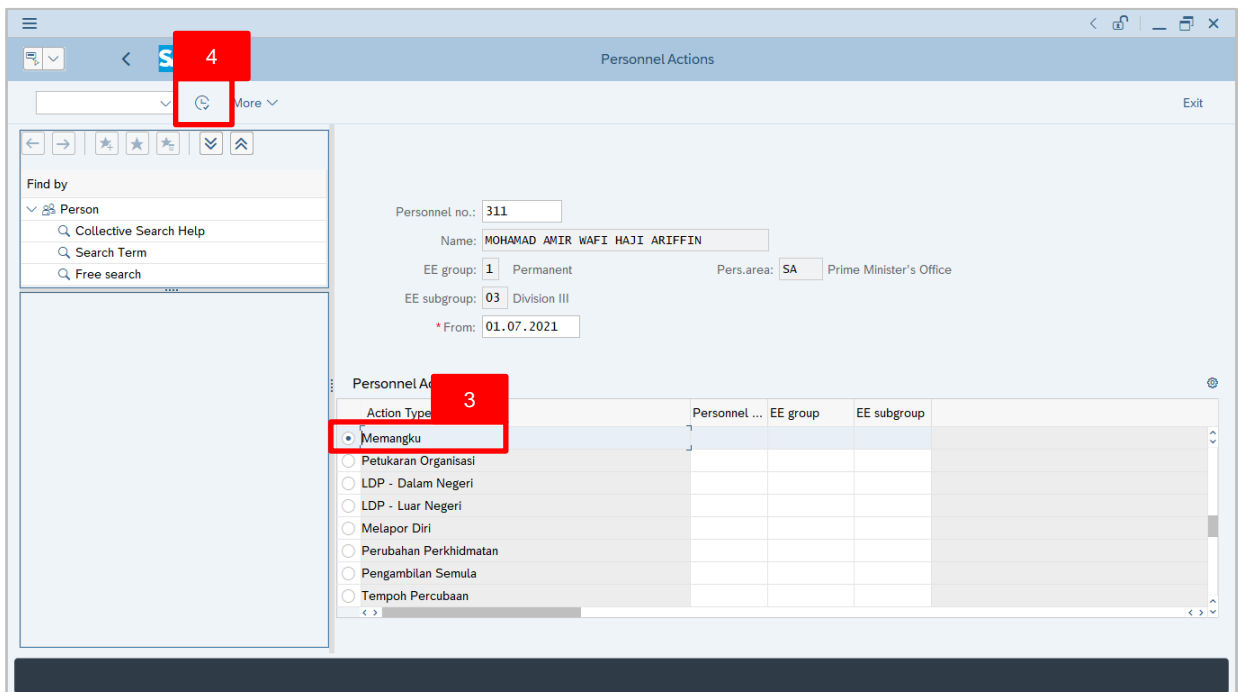 4
Personnel Actions
More
Exit
Find by
Person
Collective Search Help
Search Term
Free search
Personnel no.: 311
Name: MOHAMAD AMIR WAFI HAJI ARIFFIN
EE group: 1 Permanent Pers.area: SA Prime Minister's Office
EE subgroup: 03 Division III
* From: 01.07.2021
Personnel
3
Action Type Personnel ... EE group EE subgroup
Memangku
Petukaran Organisasi
LDP - Dalam Negeri
LDP - Luar Negeri
Melapor Diri
Perubahan Perkhidmatan
Pengambilan Semula
Tempoh Percubaan